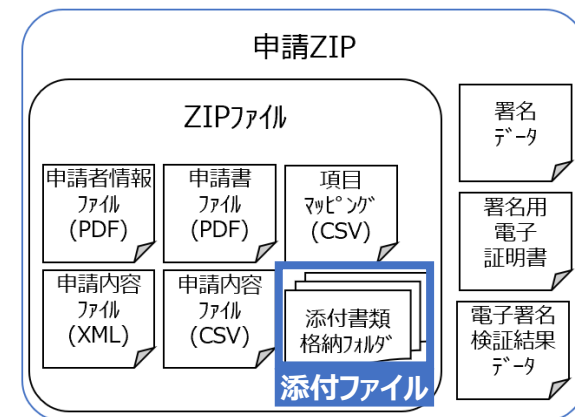 申請ZIP
ZIPﾌｧｲﾙ
申請者情報
ﾌｧｲﾙ
(PDF)
申請書
ﾌｧｲﾙ
(PDF)
項目
ﾏｯﾋﾟﾝｸﾞ
(CSV)
申請内容
ﾌｧｲﾙ
(XML)
申請内容
ﾌｧｲﾙ
(CSV)
添付書類
格納ﾌｫﾙﾀﾞ
添付ファイル
署名
ﾃﾞｰﾀ
署名用
電子
証明書
電子署名
検証結果
ﾃﾞｰﾀ